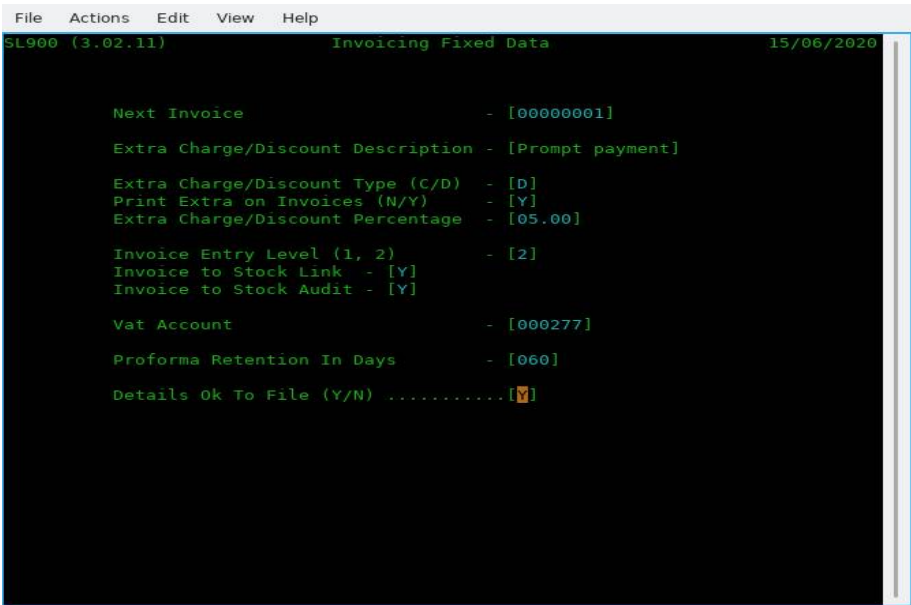 File Actions Edit View Help
SL900 (3.02.11) Invoicing Fixed Data 15/06/2020
Next Invoice - [00000001]
Extra Charge/Discount Description - [Prompt payment]
Extra Charge/Discount Type (C/D) - [D]
Print Extra on Invoices (N/Y) - [Y]
Extra Charge/Discount Percentage - [05.00]
Invoice Entry Level (1, 2) - [2]
Invoice to Stock Link - [Y]
Invoice to Stock Audit - [Y]
Vat Account - [000277]
Proforma Retention In Days - [060]
Details Ok To File (Y/N) ...........[Y]